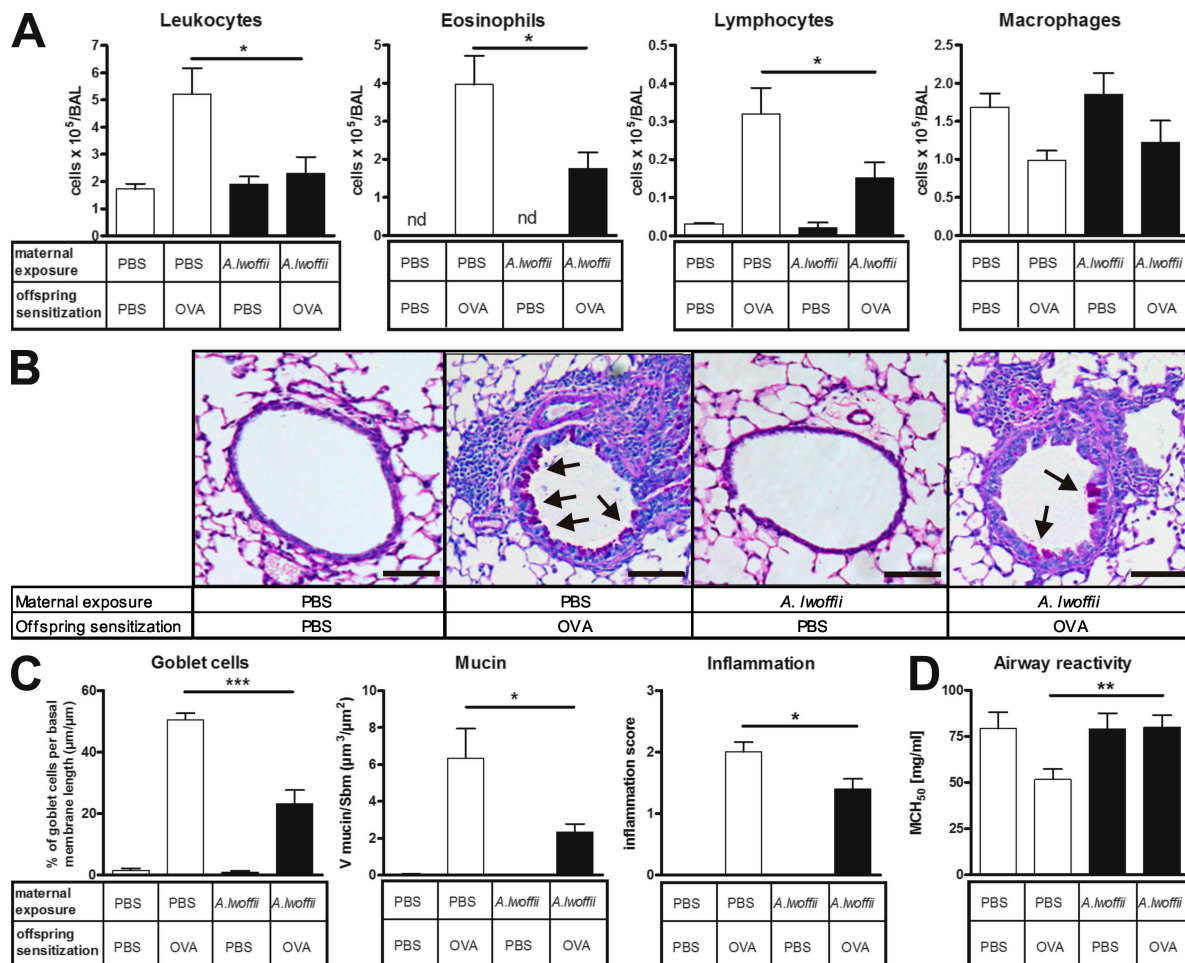 A
Leukocytes
cells x 10⁵/BAL
7
6
5
4
3
2
1
0
*
maternal exposure PBS PBS A.lwoffii A.lwoffii
offspring sensitization PBS OVA PBS OVA
Eosinophils
cells x 10⁵/BAL
5
4
3
2
1
0
*
nd nd
PBS PBS A.lwoffii A.lwoffii
PBS OVA PBS OVA
Lymphocytes
cells x 10⁵/BAL
0.5
0.4
0.3
0.2
0.1
0.0
*
PBS PBS A.lwoffii A.lwoffii
PBS OVA PBS OVA
Macrophages
cells x 10⁵/BAL
2.5
2.0
1.5
1.0
0.5
0.0
PBS PBS A.lwoffii A.lwoffii
PBS OVA PBS OVA
B
Maternal exposure PBS PBS A. lwoffii A. lwoffii
Offspring sensitization PBS OVA PBS OVA
C
Goblet cells
% of goblet cells per basal
membrane length (µm/µm)
60
40
20
0
***
maternal exposure PBS PBS A.lwoffii A.lwoffii
offspring sensitization PBS OVA PBS OVA
Mucin
V mucin/Sbm (µm³/µm²)
10
8
6
4
2
0
*
PBS PBS A.lwoffii A.lwoffii
PBS OVA PBS OVA
Inflammation
inflammation score
3
2
1
0
*
PBS PBS A.lwoffii A.lwoffii
PBS OVA PBS OVA
D
Airway reactivity
MCH₅₀ [mg/ml]
100
75
50
25
0
**
PBS PBS A.lwoffii A.lwoffii
PBS OVA PBS OVA